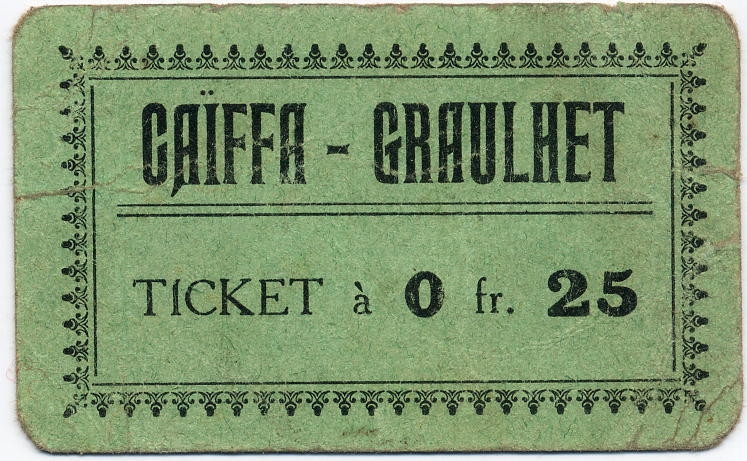 CAÏFFA - GRAULHET
TICKET à 0 fr. 25